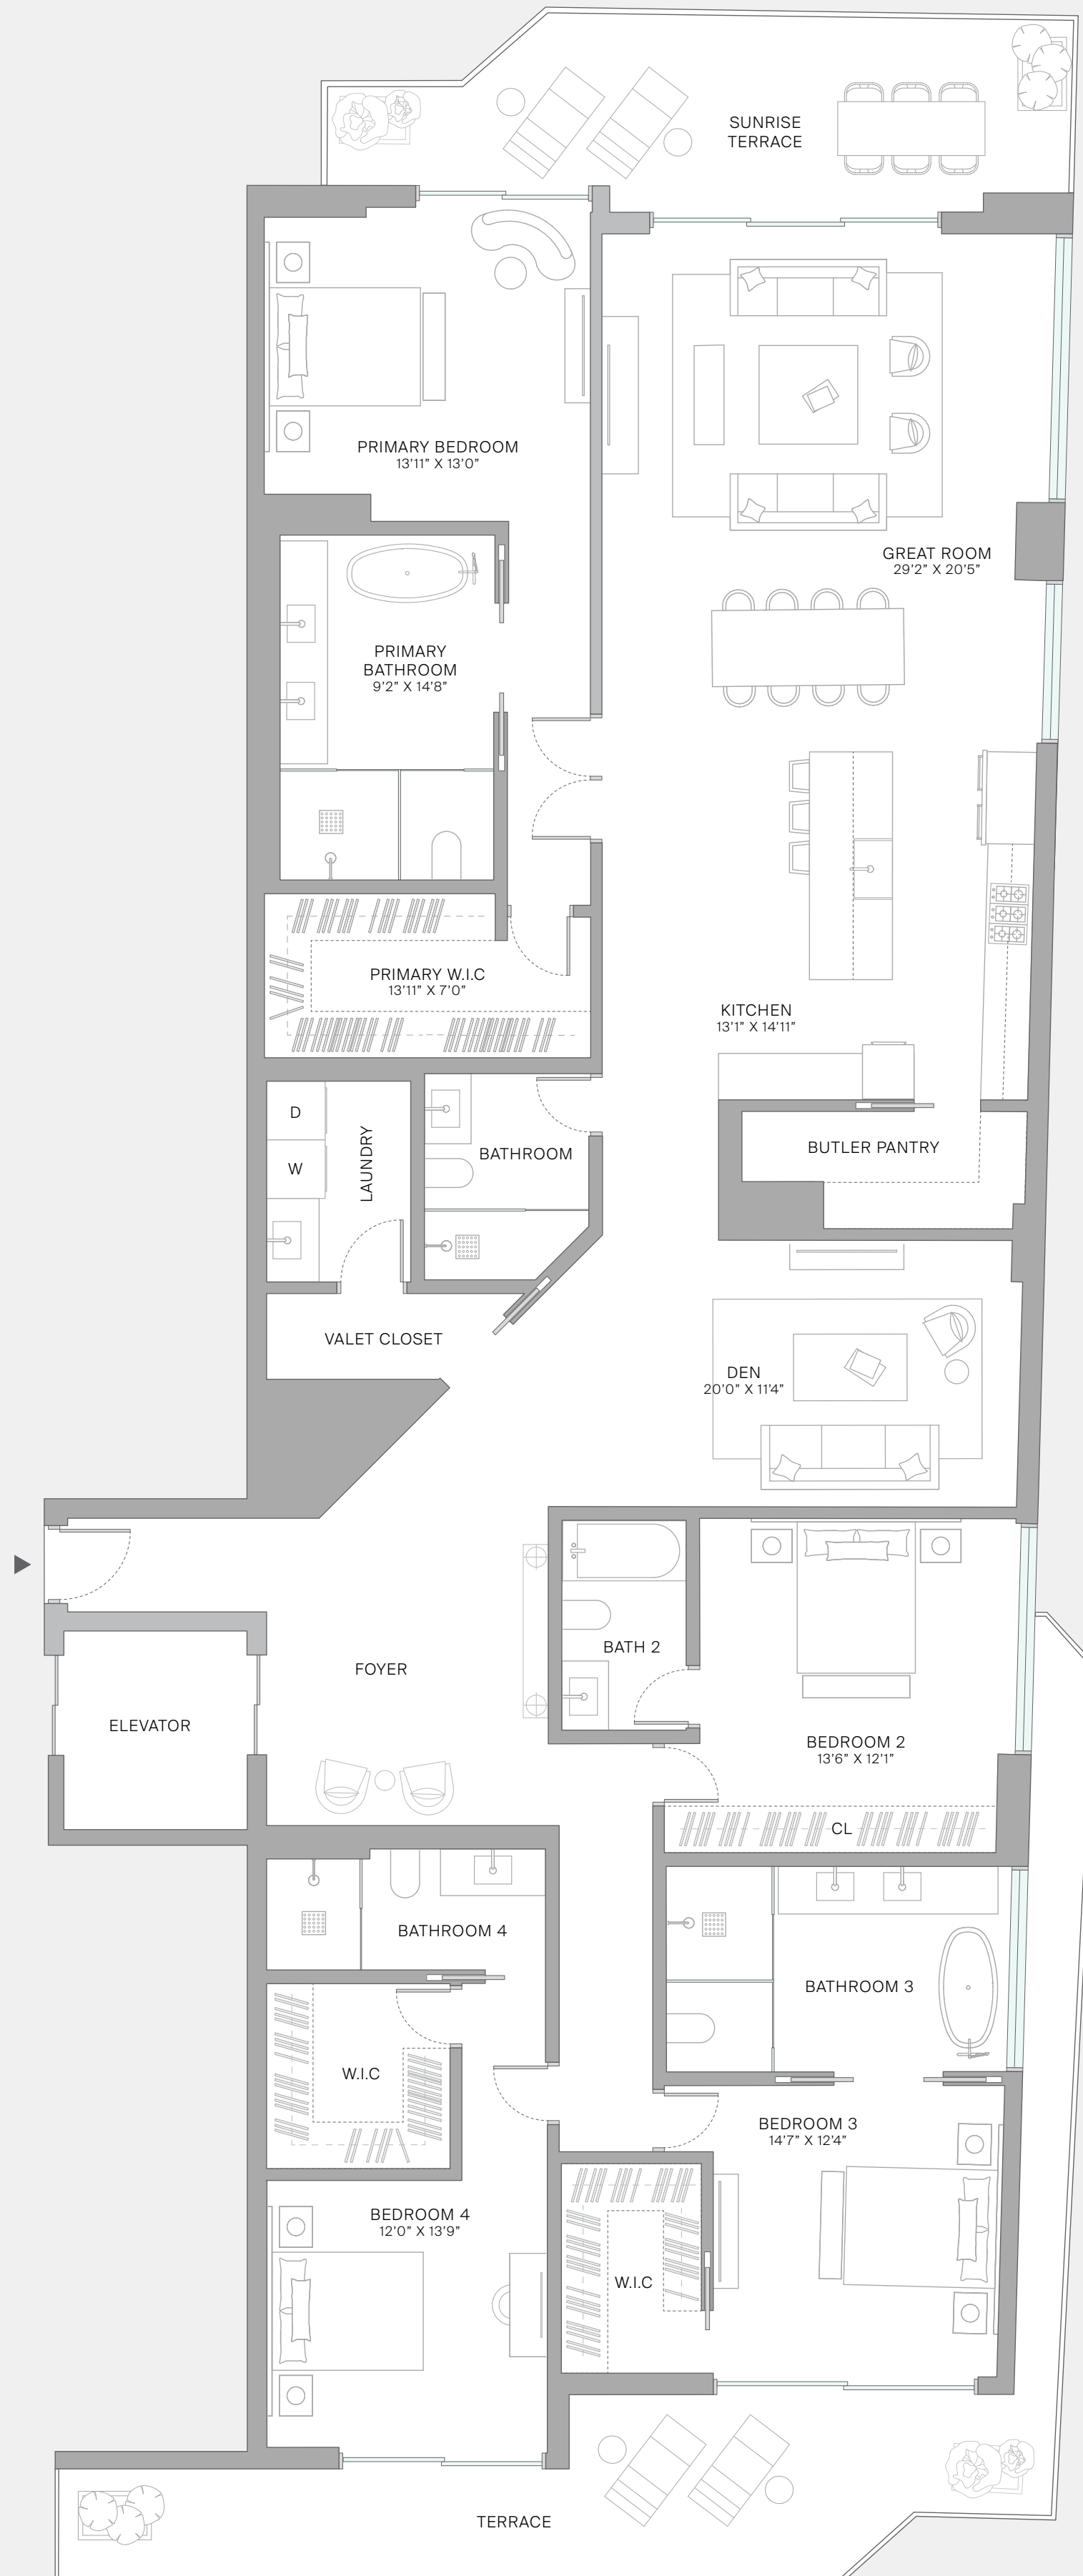 SUNRISE
TERRACE
PRIMARY BEDROOM
13'11" X 13'0"
GREAT ROOM
29'2" X 20'5"
PRIMARY
BATHROOM
9'2" X 14'8"
PRIMARY W.I.C
13'11" X 7'0"
KITCHEN
13'1" X 14'11"
D
W
LAUNDRY
BATHROOM
BUTLER PANTRY
VALET CLOSET
DEN
20'0" X 11'4"
BATH 2
FOYER
ELEVATOR
BEDROOM 2
13'6" X 12'1"
CL
BATHROOM 4
BATHROOM 3
W.I.C
BEDROOM 3
14'7" X 12'4"
BEDROOM 4
12'0" X 13'9"
W.I.C
TERRACE